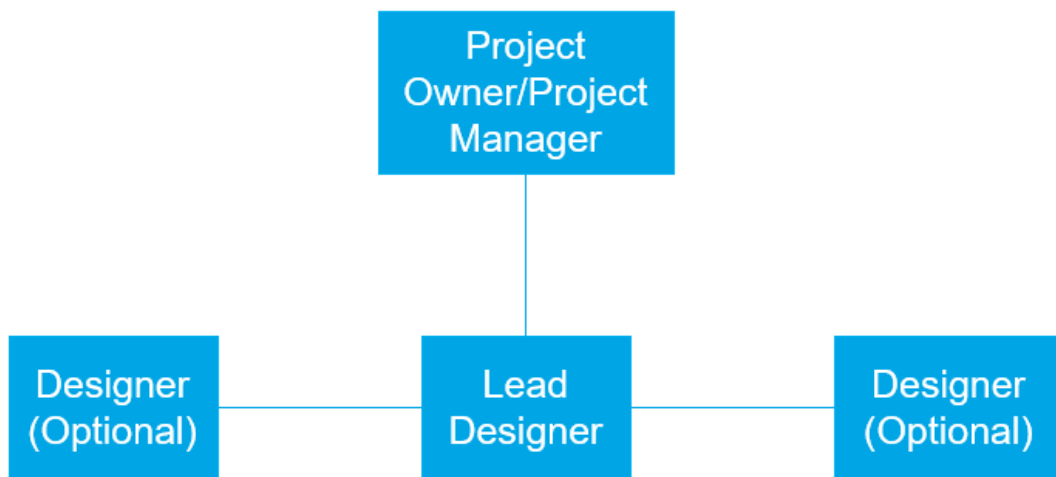 Project
Owner/Project
Manager
Designer
(Optional)
Lead
Designer
Designer
(Optional)